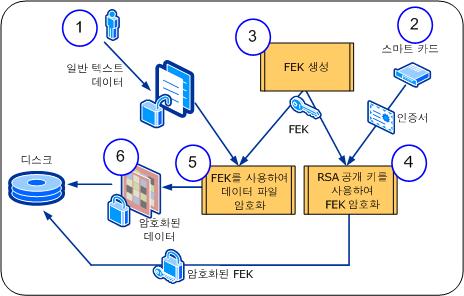 1
일반 텍스트
데이터
2
스마트 카드
3
FEK 생성
FEK
인증서
4
RSA 공개 키를
사용하여
FEK 암호화
5
FEK를 사용하여
데이터 파일
암호화
6
암호화된
데이터
디스크
암호화된 FEK